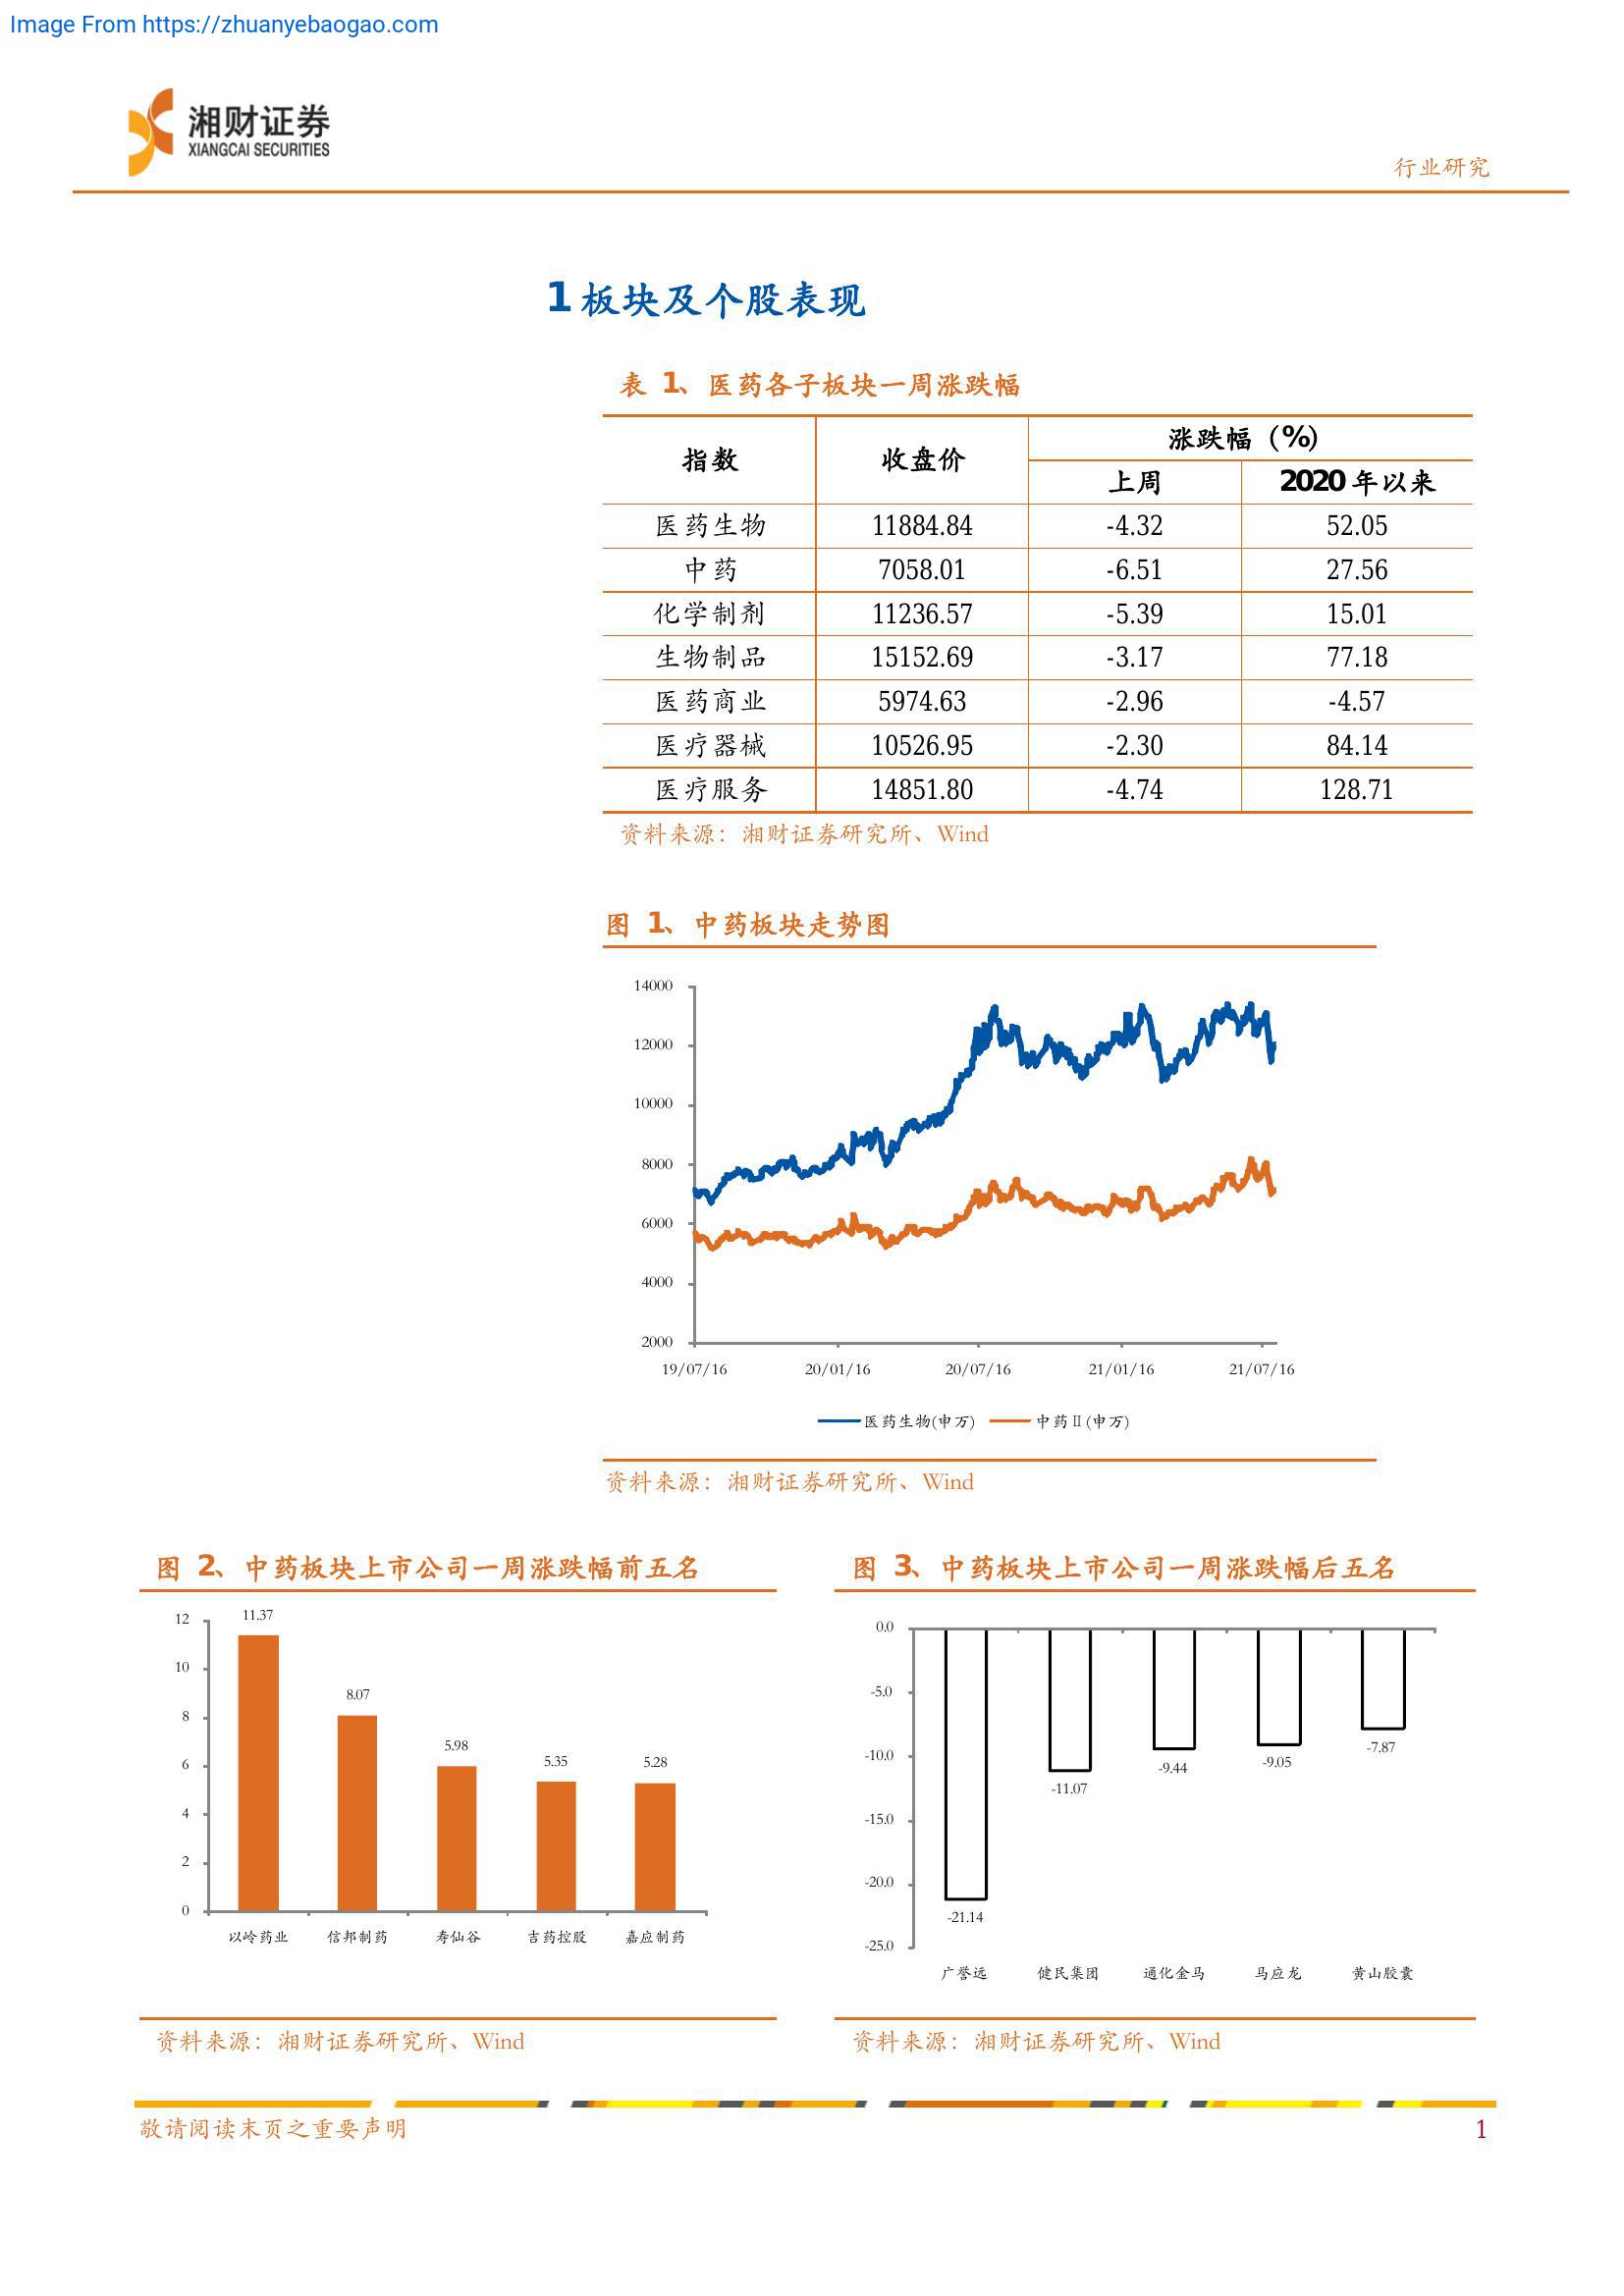 Image From https://zhuanyebaogao.com
湘财证券
XIANGCAI SECURITIES
行业研究
1 板块及个股表现
表 1、医药各子板块一周涨跌幅
指数 收盘价 涨跌幅（%)
上周 2020 年以来
医药生物 11884.84 -4.32 52.05
中药 7058.01 -6.51 27.56
化学制剂 11236.57 -5.39 15.01
生物制品 15152.69 -3.17 77.18
医药商业 5974.63 -2.96 -4.57
医疗器械 10526.95 -2.30 84.14
医疗服务 14851.80 -4.74 128.71
资料来源：湘财证券研究所、Wind
图 1、中药板块走势图
14000
12000
10000
8000
6000
4000
2000
19/07/16 20/01/16 20/07/16 21/01/16 21/07/16
医药生物(申万) 中药Ⅱ(申万)
资料来源：湘财证券研究所、Wind
图 2、中药板块上市公司一周涨跌幅前五名
12
10
8
6
4
2
0
11.37
8.07
5.98
5.35
5.28
以岭药业 信邦制药 寿仙谷 吉药控股 嘉应制药
资料来源：湘财证券研究所、Wind
图 3、中药板块上市公司一周涨跌幅后五名
0.0
-5.0
-10.0
-15.0
-20.0
-25.0
-21.14
-11.07
-9.44
-9.05
-7.87
广誉远 健民集团 通化金马 马应龙 黄山胶囊
资料来源：湘财证券研究所、Wind
敬请阅读末页之重要声明
1